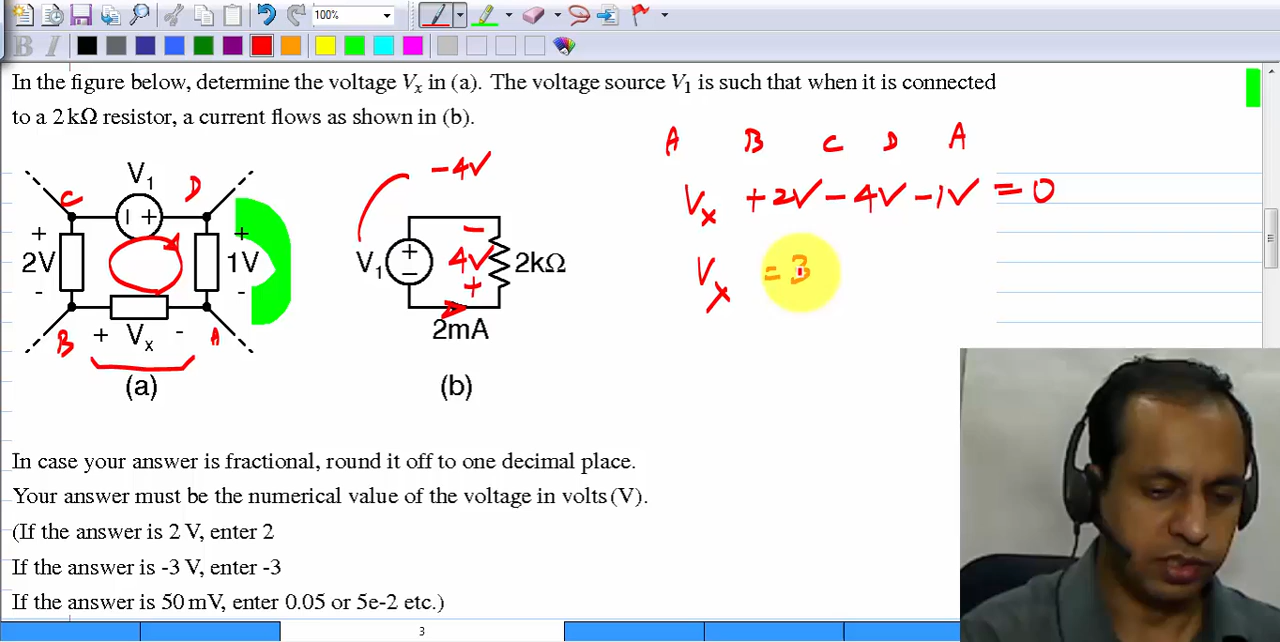 100%
B I
In the figure below, determine the voltage Vx in (a). The voltage source V1 is such that when it is connected
to a 2 kΩ resistor, a current flows as shown in (b).
A B C D A
Vx +2V -4V -1V = 0
Vx = 3
-4V
V1
C D
+ +
2V 1V
- -
- +
B + Vx - A
(a)
V1
+
-
-
4V
+
2kΩ
2mA
(b)
In case your answer is fractional, round it off to one decimal place.
Your answer must be the numerical value of the voltage in volts (V).
(If the answer is 2 V, enter 2
If the answer is -3 V, enter -3
If the answer is 50 mV, enter 0.05 or 5e-2 etc.)
3